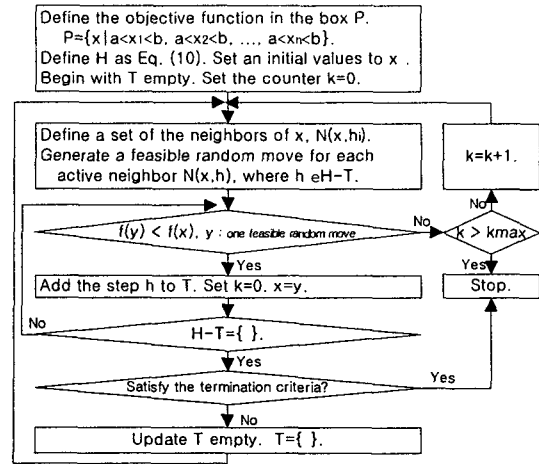 Define the objective function in the box P.
P={x|a<x1<b, a<x2<b, ..., a<xn<b}.
Define H as Eq. (10). Set an initial values to x .
Begin with T empty. Set the counter k=0.
Define a set of the neighbors of x, N(x,hi).
Generate a feasible random move for each
active neighbor N(x,h), where h eH-T.
k=k+1.
No
f(y) < f(x), y : one feasible random move
No
k > kmax
Yes
Yes
Add the step h to T. Set k=0. x=y.
Stop.
No
H-T={ }.
Yes
Satisfy the termination criteria?
Yes
No
Update T empty. T={ }.